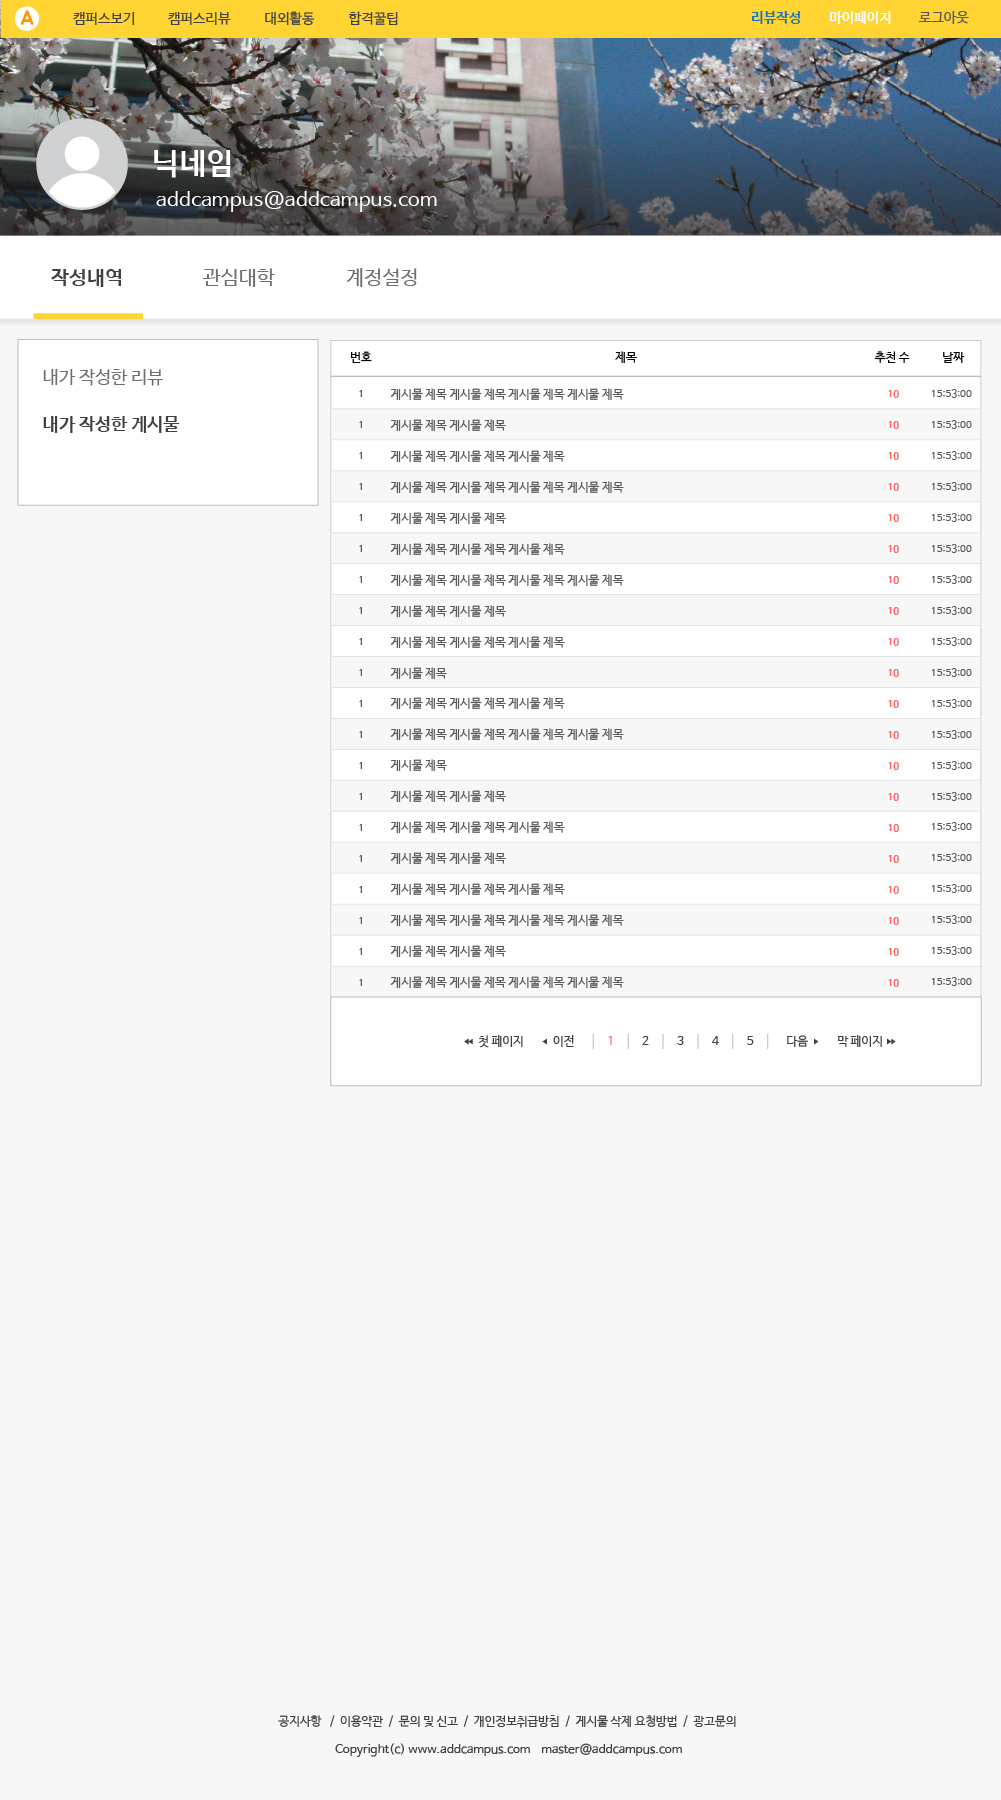 A 캠퍼스보기 캠퍼스리뷰 대외활동 합격꿀팁 리뷰작성 마이페이지 로그아웃
닉네임
addcampus@addcampus.com
작성내역 관심대학 계정설정
내가 작성한 리뷰
내가 작성한 게시물
번호 제목 추천 수 날짜
1 게시물 제목 게시물 제목 게시물 제목 게시물 제목 10 15:53:00
1 게시물 제목 게시물 제목 10 15:53:00
1 게시물 제목 게시물 제목 게시물 제목 10 15:53:00
1 게시물 제목 게시물 제목 게시물 제목 게시물 제목 10 15:53:00
1 게시물 제목 게시물 제목 10 15:53:00
1 게시물 제목 게시물 제목 게시물 제목 10 15:53:00
1 게시물 제목 게시물 제목 게시물 제목 게시물 제목 10 15:53:00
1 게시물 제목 게시물 제목 10 15:53:00
1 게시물 제목 게시물 제목 게시물 제목 10 15:53:00
1 게시물 제목 10 15:53:00
1 게시물 제목 게시물 제목 게시물 제목 10 15:53:00
1 게시물 제목 게시물 제목 게시물 제목 게시물 제목 10 15:53:00
1 게시물 제목 10 15:53:00
1 게시물 제목 게시물 제목 10 15:53:00
1 게시물 제목 게시물 제목 게시물 제목 10 15:53:00
1 게시물 제목 게시물 제목 10 15:53:00
1 게시물 제목 게시물 제목 게시물 제목 10 15:53:00
1 게시물 제목 게시물 제목 게시물 제목 게시물 제목 10 15:53:00
1 게시물 제목 게시물 제목 10 15:53:00
1 게시물 제목 게시물 제목 게시물 제목 게시물 제목 10 15:53:00
첫 페이지 이전 | 1 | 2 | 3 | 4 | 5 | 다음 막 페이지
공지사항 / 이용약관 / 문의 및 신고 / 개인정보취급방침 / 게시물 삭제 요청방법 / 광고문의
Copyright(c) www.addcampus.com master@addcampus.com